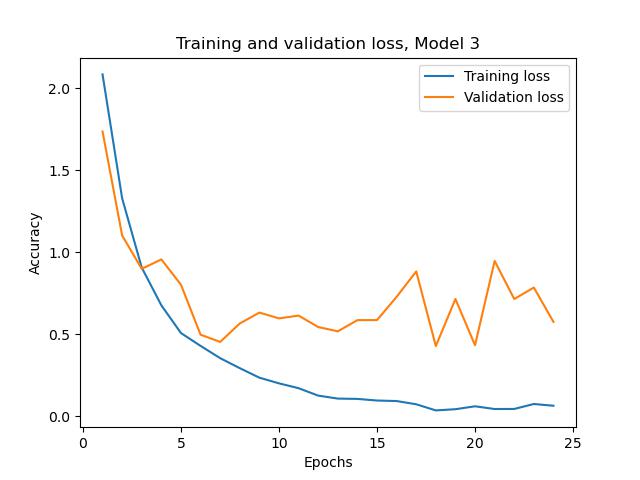 Training and validation loss, Model 3
Training loss
Validation loss
2.0
1.5
1.0
0.5
0.0
Accuracy
0
5
10
15
20
25
Epochs